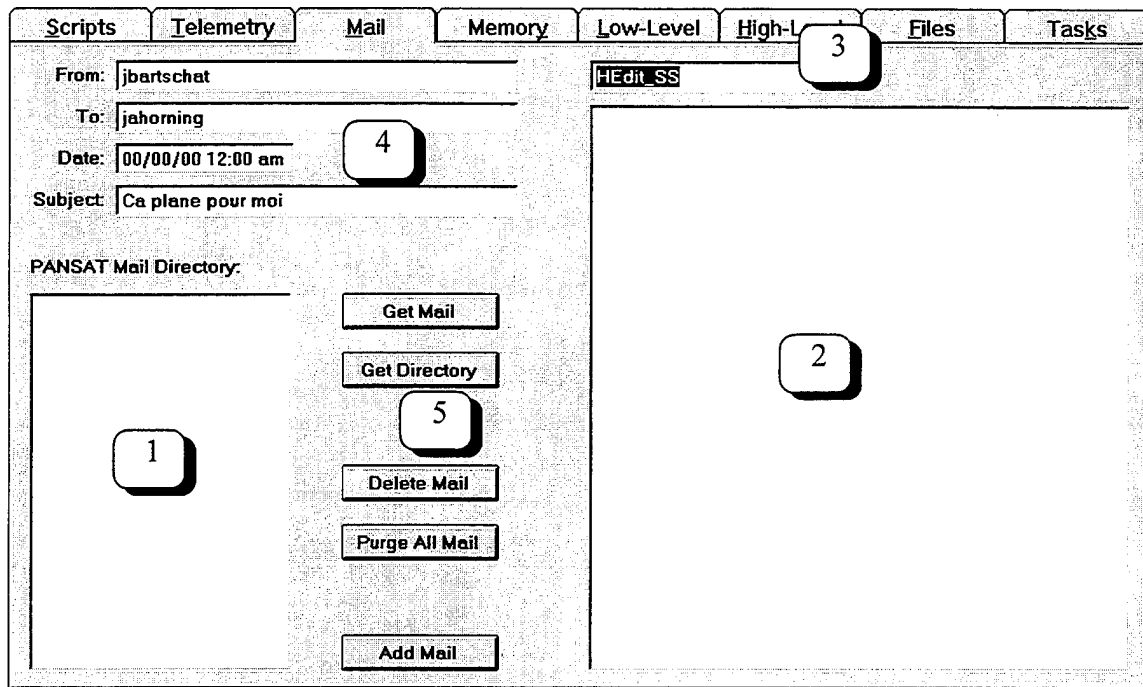 Scripts Telemetry Mail Memory Low-Level High-L Files Tasks
3
From: jbartschat
HEdit_SS
To: jahorning
4
Date: 00/00/00 12:00 am
Subject: Ca plane pour moi
PANSAT Mail Directory:
Get Mail
Get Directory
2
5
1
Delete Mail
Purge All Mail
Add Mail